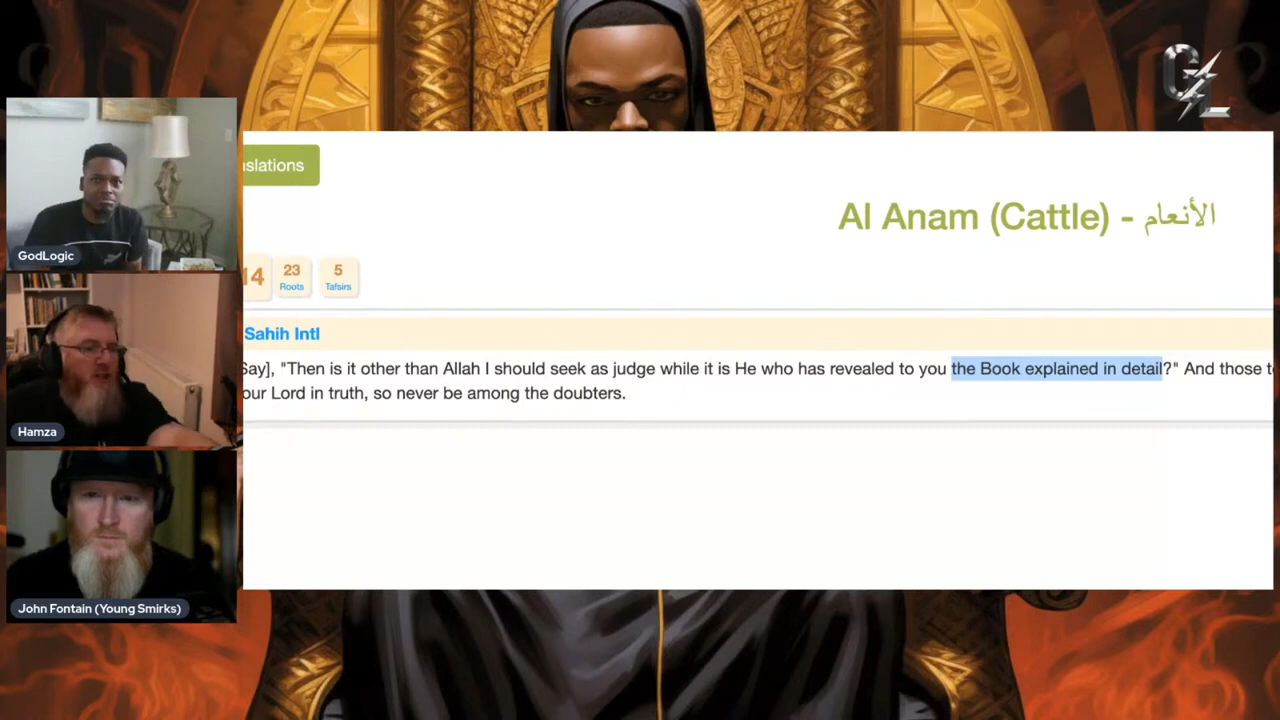 GL
nslations
Al Anam (Cattle) - الأنعام
14
23
Roots
5
Tafsirs
GodLogic
Sahih Intl
Say], "Then is it other than Allah I should seek as judge while it is He who has revealed to you the Book explained in detail?" And those t
our Lord in truth, so never be among the doubters.
Hamza
John Fontain (Young Smirks)